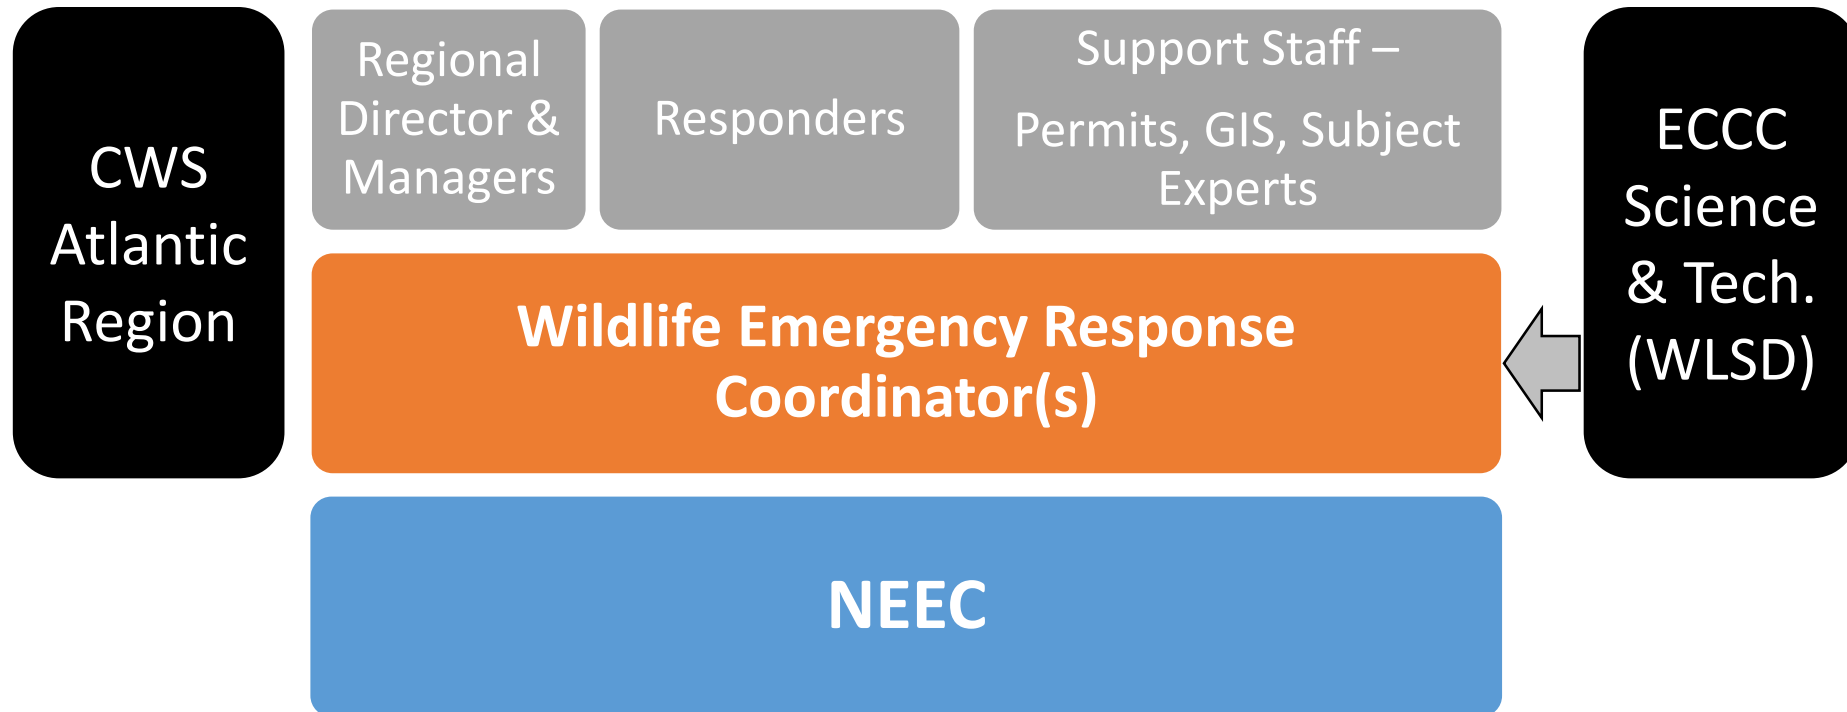 CWS
Atlantic
Region
Regional
Director &
Managers
Responders
Support Staff –
Permits, GIS, Subject
Experts
Wildlife Emergency Response
Coordinator(s)
NEEC
ECCC
Science
& Tech.
(WLSD)